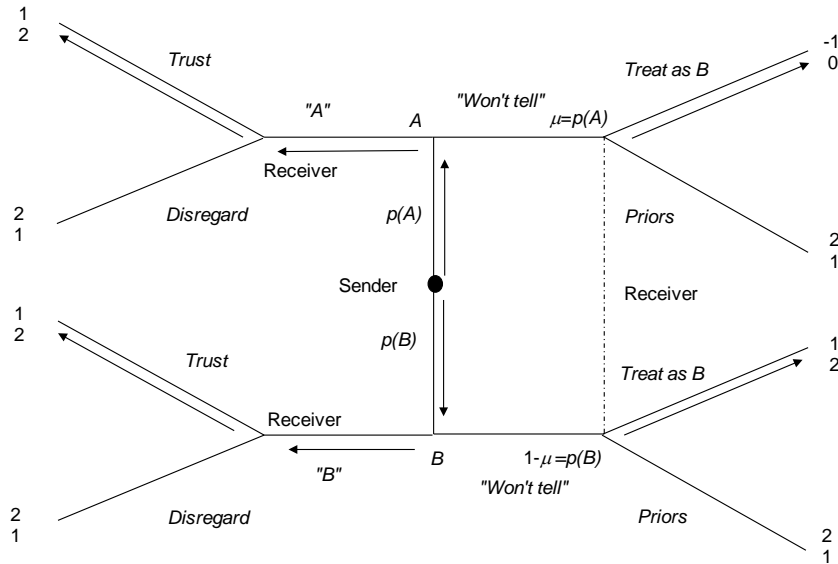 1
2
Trust
"A"
A
"Won't tell"
μ=p(A)
Treat as B
-1
0
Receiver
2
1
Disregard
p(A)
Priors
2
1
Sender
Receiver
1
2
Trust
p(B)
Treat as B
1
2
Receiver
"B"
B
1-μ=p(B)
"Won't tell"
2
1
Disregard
Priors
2
1